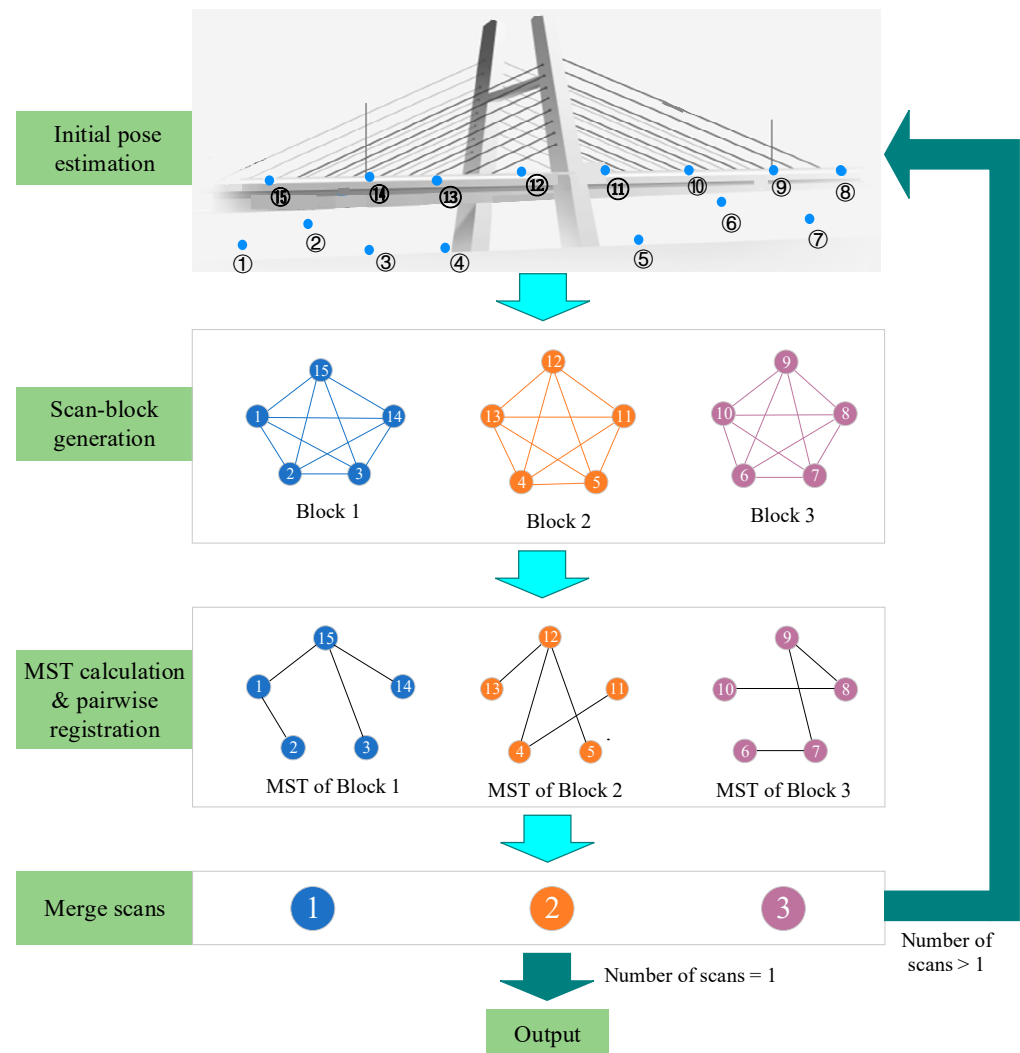 Initial pose
estimation
⑮ ⑭ ⑬ ⑫ ⑪ ⑩ ⑨ ⑧
① ② ③ ④ ⑤ ⑥ ⑦
Scan-block
generation
15
1 14
2 3
Block 1
12
13 11
4 5
Block 2
9
10 8
6 7
Block 3
MST calculation
& pairwise
registration
15
1 14
2 3
MST of Block 1
12
13 11
4 5
MST of Block 2
9
10 8
6 7
MST of Block 3
Merge scans
1 2 3
Number of
scans > 1
Number of scans = 1
Output